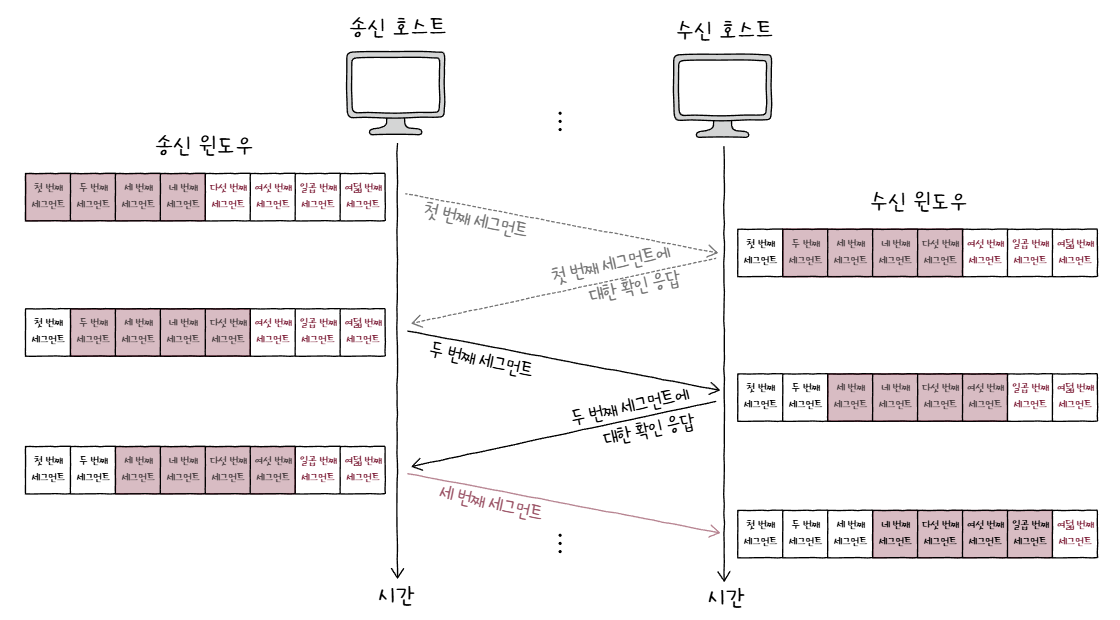 송신 호스트
수신 호스트
⋮
송신 윈도우
첫 번째 세그먼트
두 번째 세그먼트
세 번째 세그먼트
네 번째 세그먼트
다섯 번째 세그먼트
여섯 번째 세그먼트
일곱 번째 세그먼트
여덟 번째 세그먼트
첫 번째 세그먼트
수신 윈도우
첫 번째 세그먼트
두 번째 세그먼트
세 번째 세그먼트
네 번째 세그먼트
다섯 번째 세그먼트
여섯 번째 세그먼트
일곱 번째 세그먼트
여덟 번째 세그먼트
첫 번째 세그먼트에
대한 확인 응답
첫 번째 세그먼트
두 번째 세그먼트
세 번째 세그먼트
네 번째 세그먼트
다섯 번째 세그먼트
여섯 번째 세그먼트
일곱 번째 세그먼트
여덟 번째 세그먼트
두 번째 세그먼트
첫 번째 세그먼트
두 번째 세그먼트
세 번째 세그먼트
네 번째 세그먼트
다섯 번째 세그먼트
여섯 번째 세그먼트
일곱 번째 세그먼트
여덟 번째 세그먼트
두 번째 세그먼트에
대한 확인 응답
첫 번째 세그먼트
두 번째 세그먼트
세 번째 세그먼트
네 번째 세그먼트
다섯 번째 세그먼트
여섯 번째 세그먼트
일곱 번째 세그먼트
여덟 번째 세그먼트
세 번째 세그먼트
첫 번째 세그먼트
두 번째 세그먼트
세 번째 세그먼트
네 번째 세그먼트
다섯 번째 세그먼트
여섯 번째 세그먼트
일곱 번째 세그먼트
여덟 번째 세그먼트
⋮
시간
시간